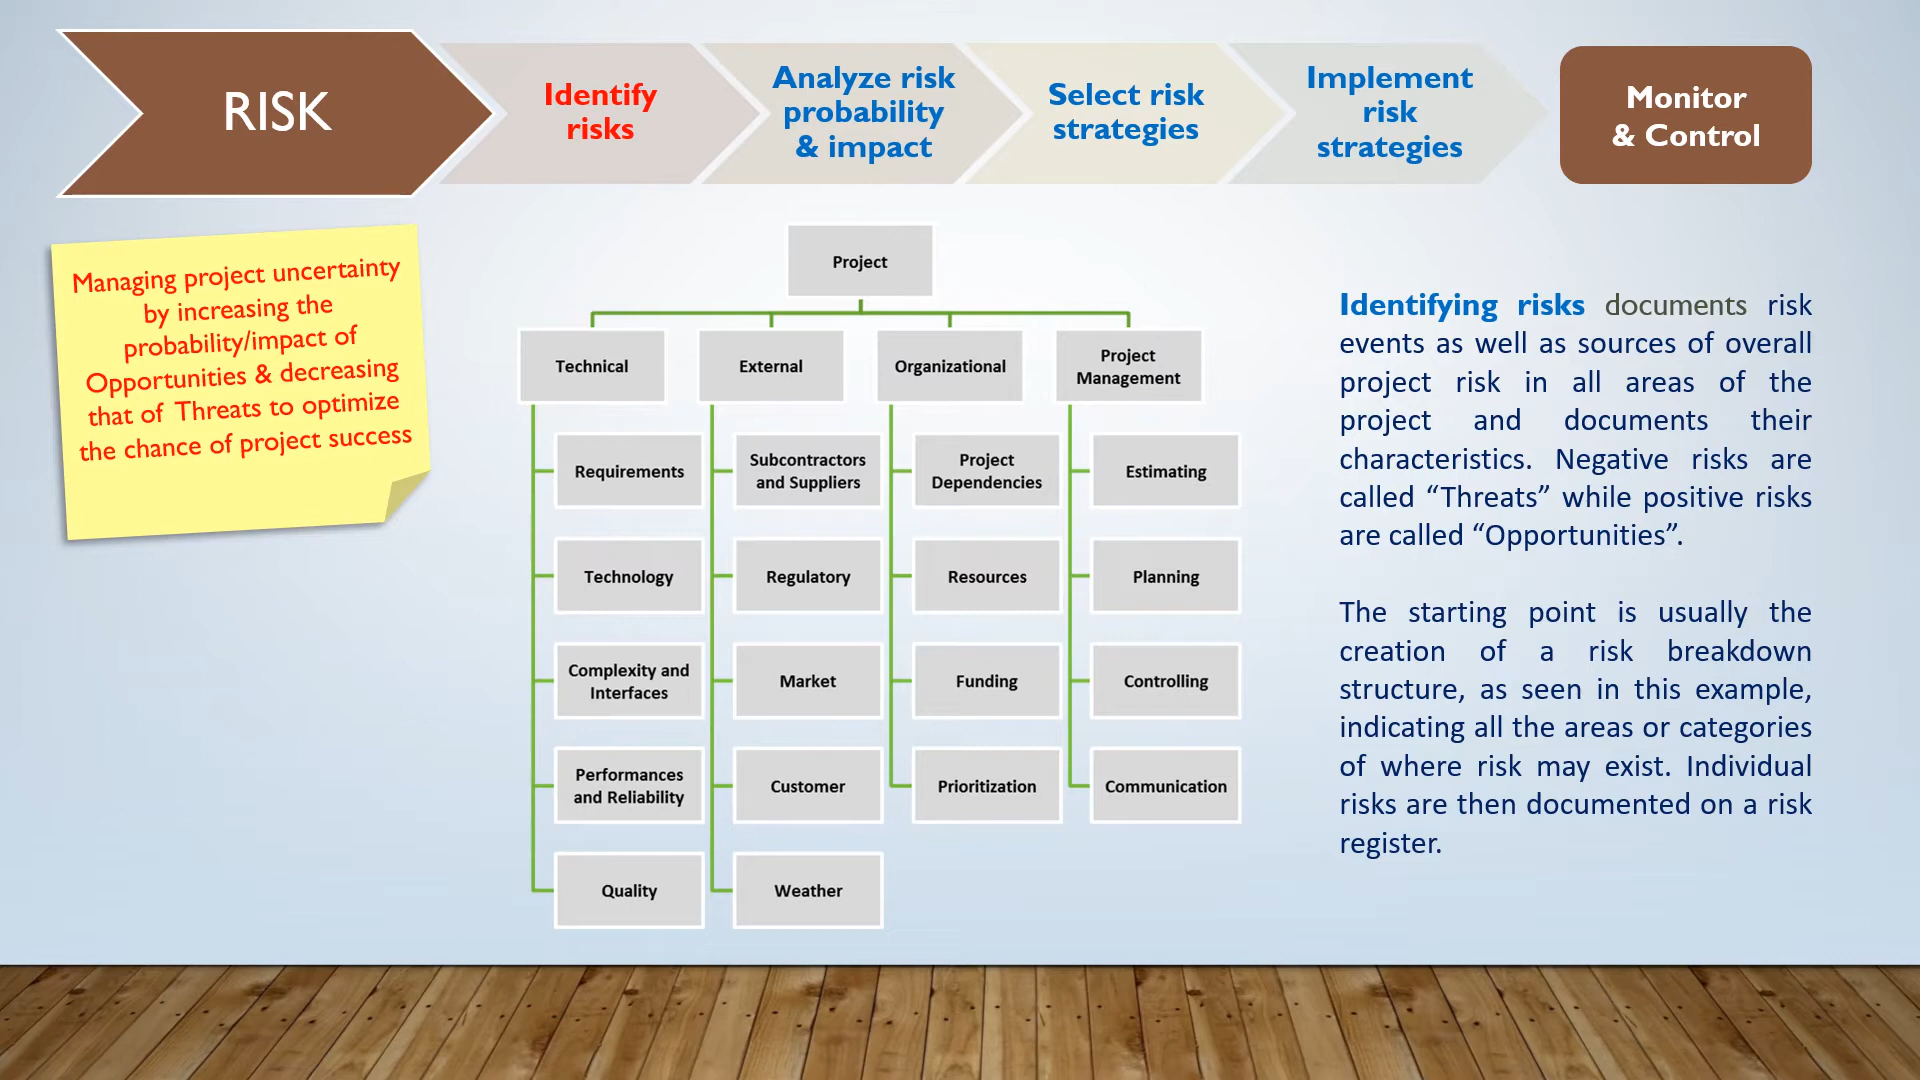 RISK
Identify
risks
Analyze risk
probability
& impact
Select risk
strategies
Implement
risk
strategies
Monitor
& Control
Managing project uncertainty
by increasing the
probability/impact of
Opportunities & decreasing
that of Threats to optimize
the chance of project success
Project
Technical
External
Organizational
Project
Management
Requirements
Subcontractors
and Suppliers
Project
Dependencies
Estimating
Technology
Regulatory
Resources
Planning
Complexity and
Interfaces
Market
Funding
Controlling
Performances
and Reliability
Customer
Prioritization
Communication
Quality
Weather
Identifying risks documents risk
events as well as sources of overall
project risk in all areas of the
project and documents their
characteristics. Negative risks are
called “Threats” while positive risks
are called “Opportunities”.
The starting point is usually the
creation of a risk breakdown
structure, as seen in this example,
indicating all the areas or categories
of where risk may exist. Individual
risks are then documented on a risk
register.